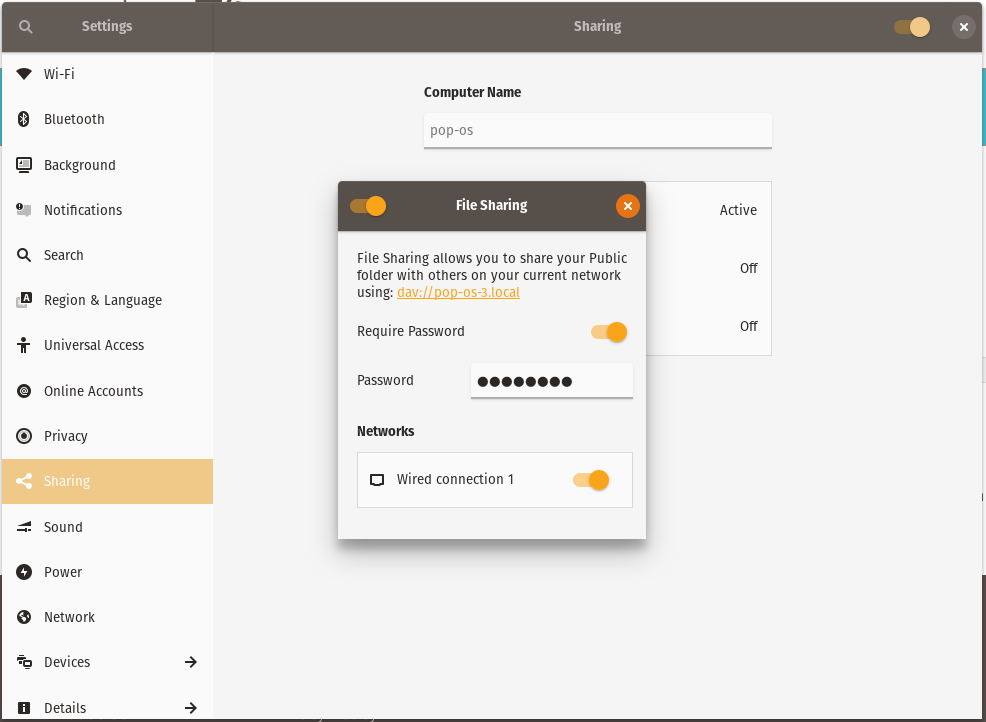 Settings
Sharing
Wi-Fi
Bluetooth
Background
Notifications
Search
Region & Language
Universal Access
Online Accounts
Privacy
Sharing
Sound
Power
Network
Devices
Details
Computer Name
pop-os
Active
Off
Off
File Sharing
File Sharing allows you to share your Public
folder with others on your current network
using: dav://pop-os-3.local
Require Password
Password
●●●●●●●●
Networks
Wired connection 1